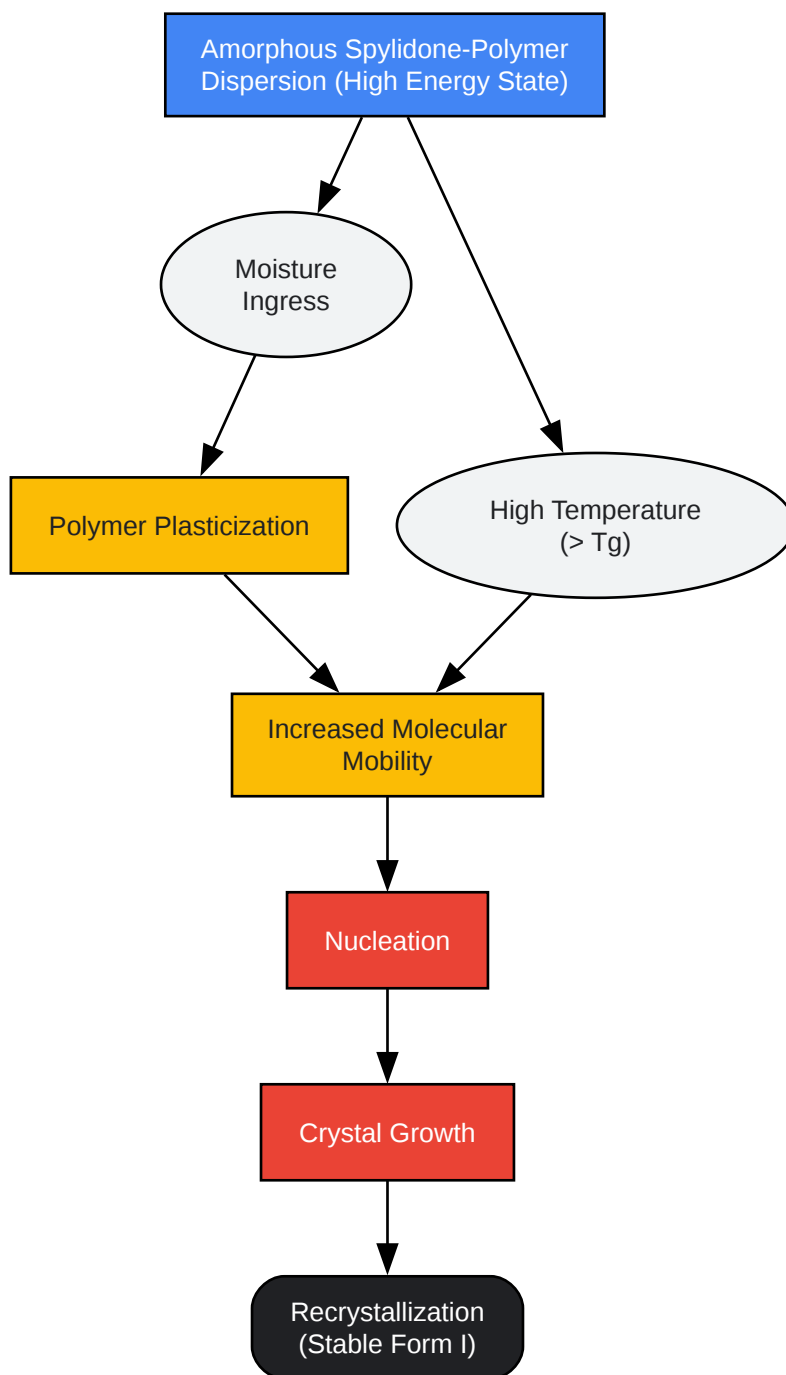 Amorphous Spylidone-Polymer
Dispersion (High Energy State)
Moisture
Ingress
Polymer Plasticization
High Temperature
(> Tg)
Increased Molecular
Mobility
Nucleation
Crystal Growth
Recrystallization
(Stable Form I)